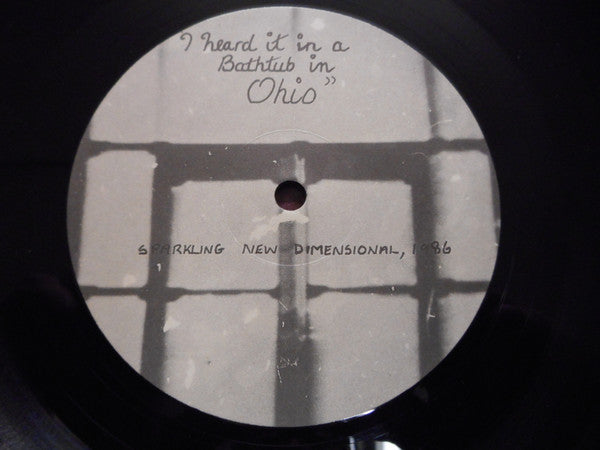 I heard it in a
Bathtub in
Ohio”
SPARKLING NEW DIMENSIONAL, 1986